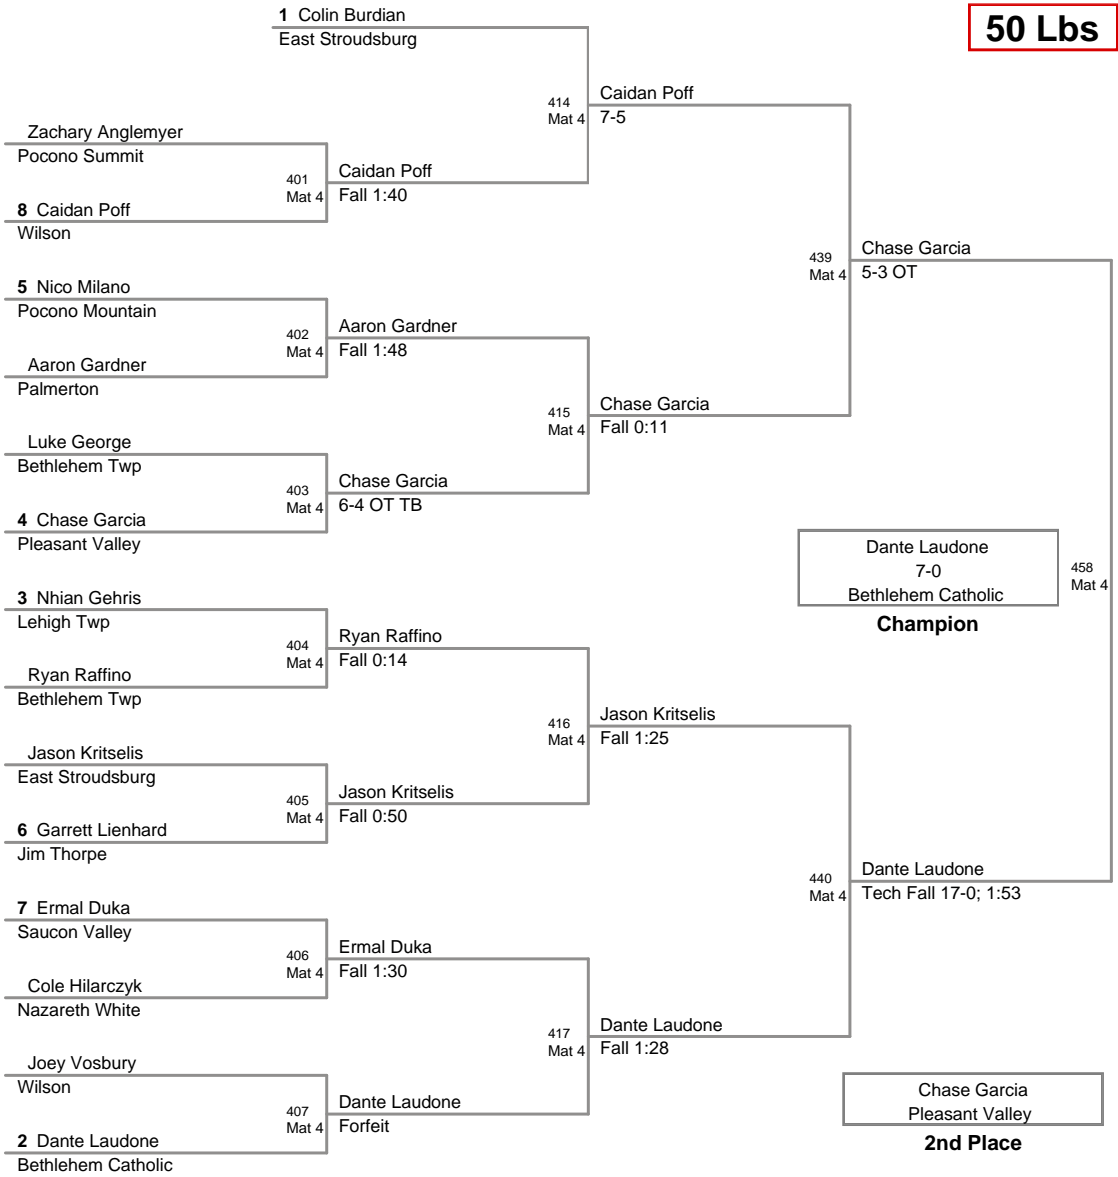 1 Colin Burdian
East Stroudsburg
50 Lbs
414
Mat 4
Caidan Poff
7-5
Zachary Anglemyer
Pocono Summit
401
Mat 4
Caidan Poff
Fall 1:40
8 Caidan Poff
Wilson
439
Mat 4
Chase Garcia
5-3 OT
5 Nico Milano
Pocono Mountain
402
Mat 4
Aaron Gardner
Fall 1:48
Aaron Gardner
Palmerton
415
Mat 4
Chase Garcia
Fall 0:11
Luke George
Bethlehem Twp
403
Mat 4
Chase Garcia
6-4 OT TB
4 Chase Garcia
Pleasant Valley
Dante Laudone
7-0
Bethlehem Catholic
Champion
458
Mat 4
3 Nhian Gehris
Lehigh Twp
404
Mat 4
Ryan Raffino
Fall 0:14
Ryan Raffino
Bethlehem Twp
416
Mat 4
Jason Kritselis
Fall 1:25
Jason Kritselis
East Stroudsburg
405
Mat 4
Jason Kritselis
Fall 0:50
6 Garrett Lienhard
Jim Thorpe
440
Mat 4
Dante Laudone
Tech Fall 17-0; 1:53
7 Ermal Duka
Saucon Valley
406
Mat 4
Ermal Duka
Fall 1:30
Cole Hilarczyk
Nazareth White
417
Mat 4
Dante Laudone
Fall 1:28
Joey Vosbury
Wilson
407
Mat 4
Dante Laudone
Forfeit
2 Dante Laudone
Bethlehem Catholic
Chase Garcia
Pleasant Valley
2nd Place